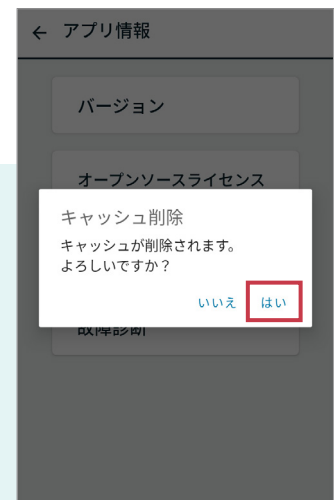 ← アプリ情報
バージョン
オープンソースライセンス
キャッシュ削除
キャッシュが削除されます。
よろしいですか？
いいえ はい
故障診断